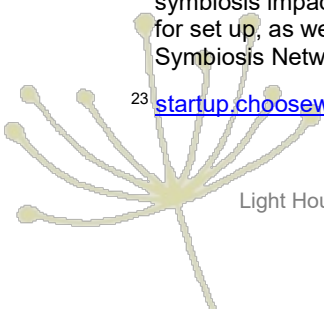 symbiosis impac
for set up, as we
Symbiosis Netw
23 startup.choosew
Light Hou